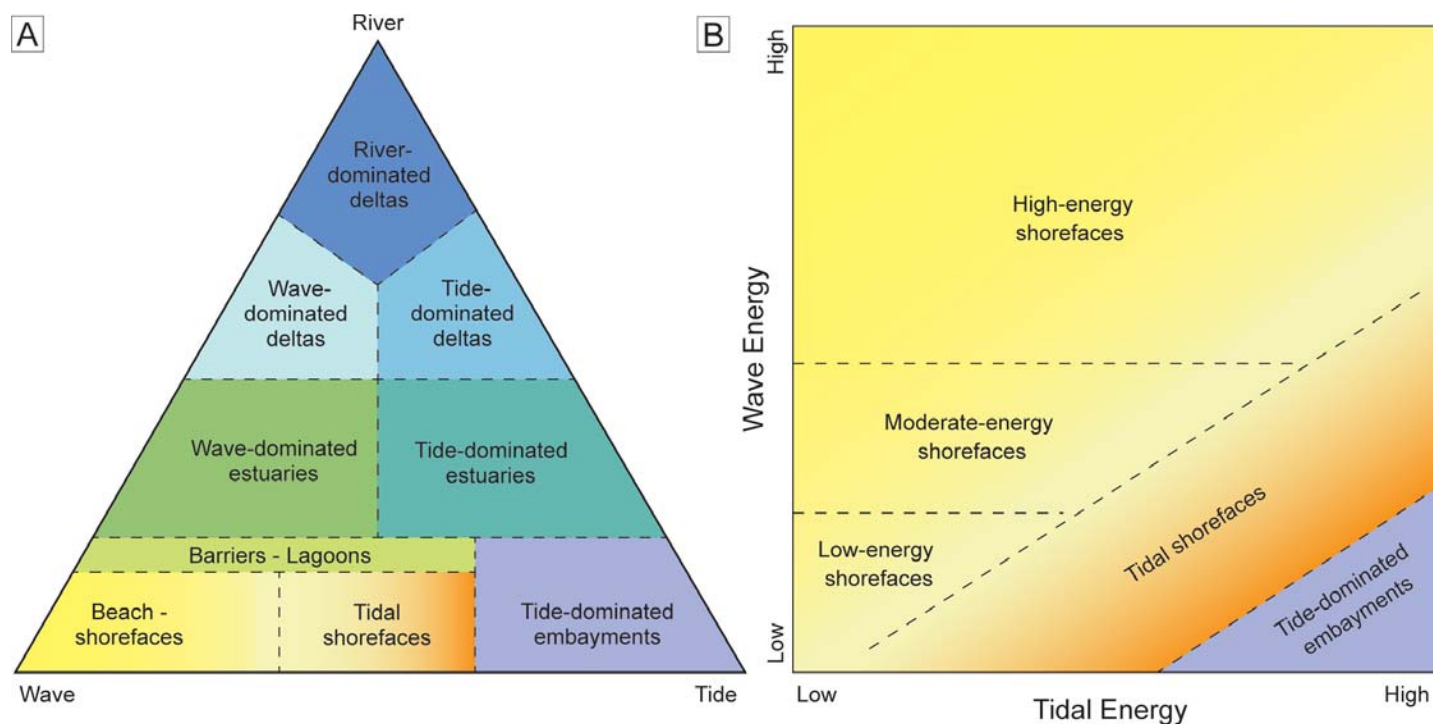 A
River
River-
dominated
deltas
Wave-
dominated
deltas
Tide-
dominated
deltas
Wave-dominated
estuaries
Tide-dominated
estuaries
Barriers - Lagoons
Beach -
shorefaces
Tidal
shorefaces
Tide-dominated
embayments
Wave
Tide
B
High
Wave Energy
Low
High-energy
shorefaces
Moderate-energy
shorefaces
Low-energy
shorefaces
Tidal shorefaces
Tide-dominated
embayments
Low
Tidal Energy
High